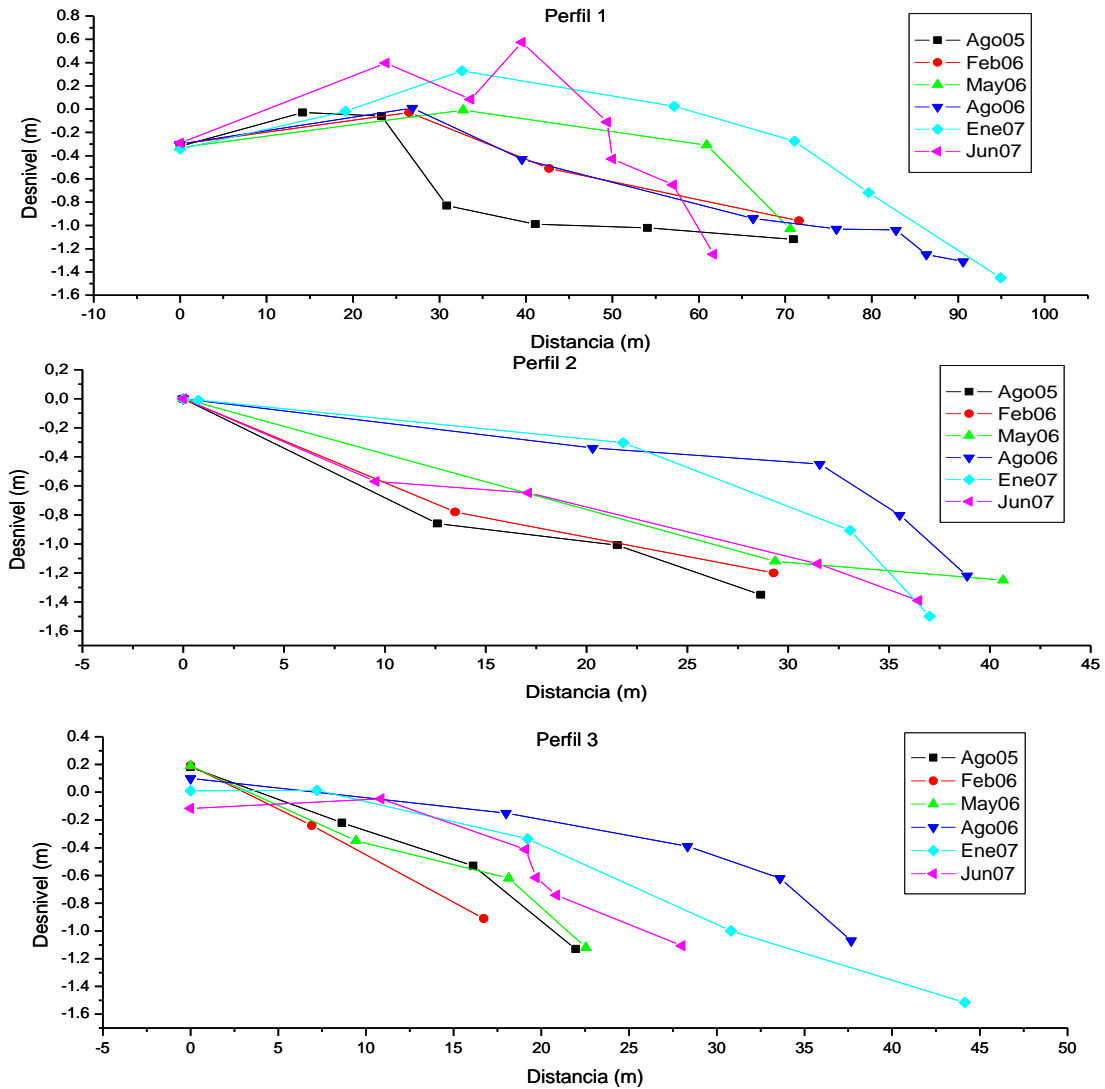 Perfil 1
0.8
0.6
0.4
0.2
0.0
-0.2
-0.4
-0.6
-0.8
-1.0
-1.2
-1.4
-1.6
Desnivel (m)
-10 0 10 20 30 40 50 60 70 80 90 100
Distancia (m)
Ago05
Feb06
May06
Ago06
Ene07
Jun07
Perfil 2
0,2
0,0
-0,2
-0,4
-0,6
-0,8
-1,0
-1,2
-1,4
-1,6
Desnivel (m)
-5 0 5 10 15 20 25 30 35 40 45
Distancia (m)
Ago05
Feb06
May06
Ago06
Ene07
Jun07
Perfil 3
0.4
0.2
0.0
-0.2
-0.4
-0.6
-0.8
-1.0
-1.2
-1.4
-1.6
Desnivel (m)
-5 0 5 10 15 20 25 30 35 40 45 50
Distancia (m)
Ago05
Feb06
May06
Ago06
Ene07
Jun07